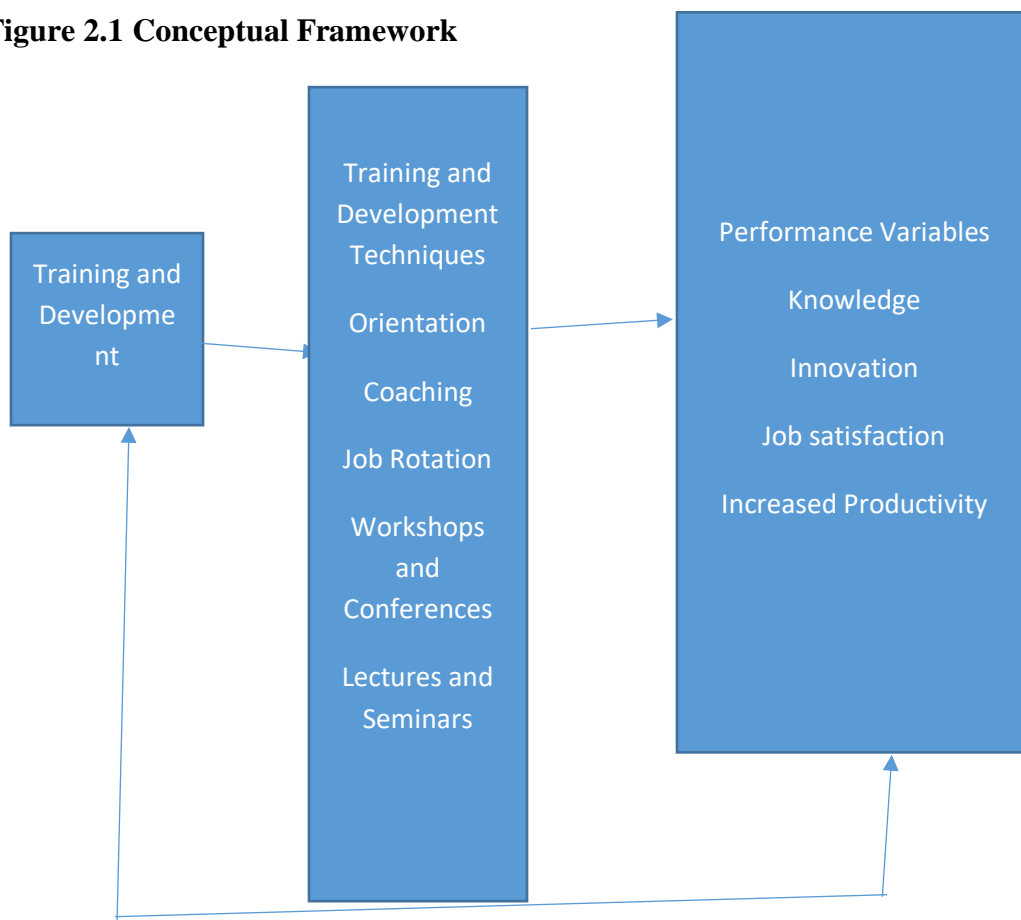 Figure 2.1 Conceptual Framework
Training and
Developme
nt
Training and
Development
Techniques
Orientation
Coaching
Job Rotation
Workshops
and
Conferences
Lectures and
Seminars
Performance Variables
Knowledge
Innovation
Job satisfaction
Increased Productivity